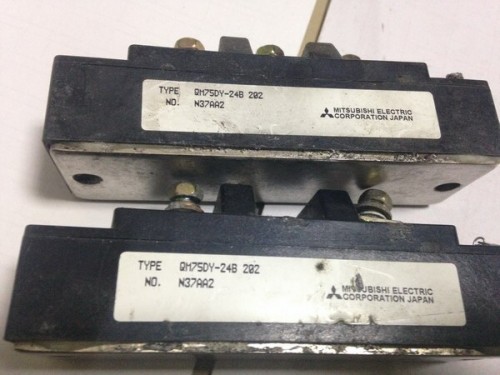 TYPE QM75DY-24B 202
NO. N37AA2
MITSUBISHI ELECTRIC
CORPORATION JAPAN
TYPE QM75DY-24B 202
NO. N37AA2
MITSUBISHI ELECTRIC
CORPORATION JAPAN